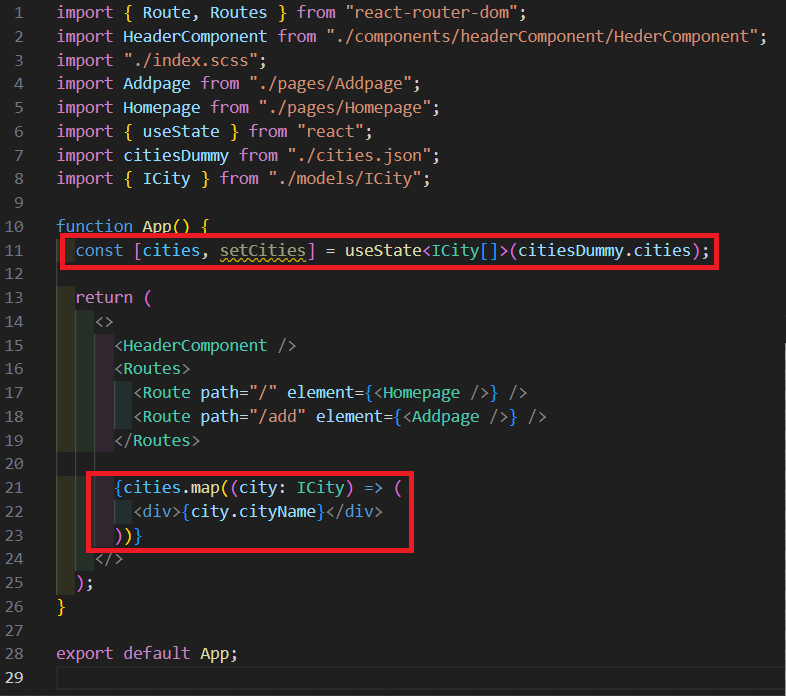 1 import { Route, Routes } from "react-router-dom";
2 import HeaderComponent from "./components/headerComponent/HederComponent";
3 import "./index.scss";
4 import Addpage from "./pages/Addpage";
5 import Homepage from "./pages/Homepage";
6 import { useState } from "react";
7 import citiesDummy from "./cities.json";
8 import { ICity } from "./models/ICity";
9
10 function App() {
11   const [cities, setCities] = useState<ICity[]>(citiesDummy.cities);
12
13   return (
14     <>
15       <HeaderComponent />
16       <Routes>
17         <Route path="/" element={<Homepage />} />
18         <Route path="/add" element={<Addpage />} />
19       </Routes>
20
21       {cities.map((city: ICity) => (
22         <div>{city.cityName}</div>
23       ))}
24     </>
25   );
26 }
27
28 export default App;
29